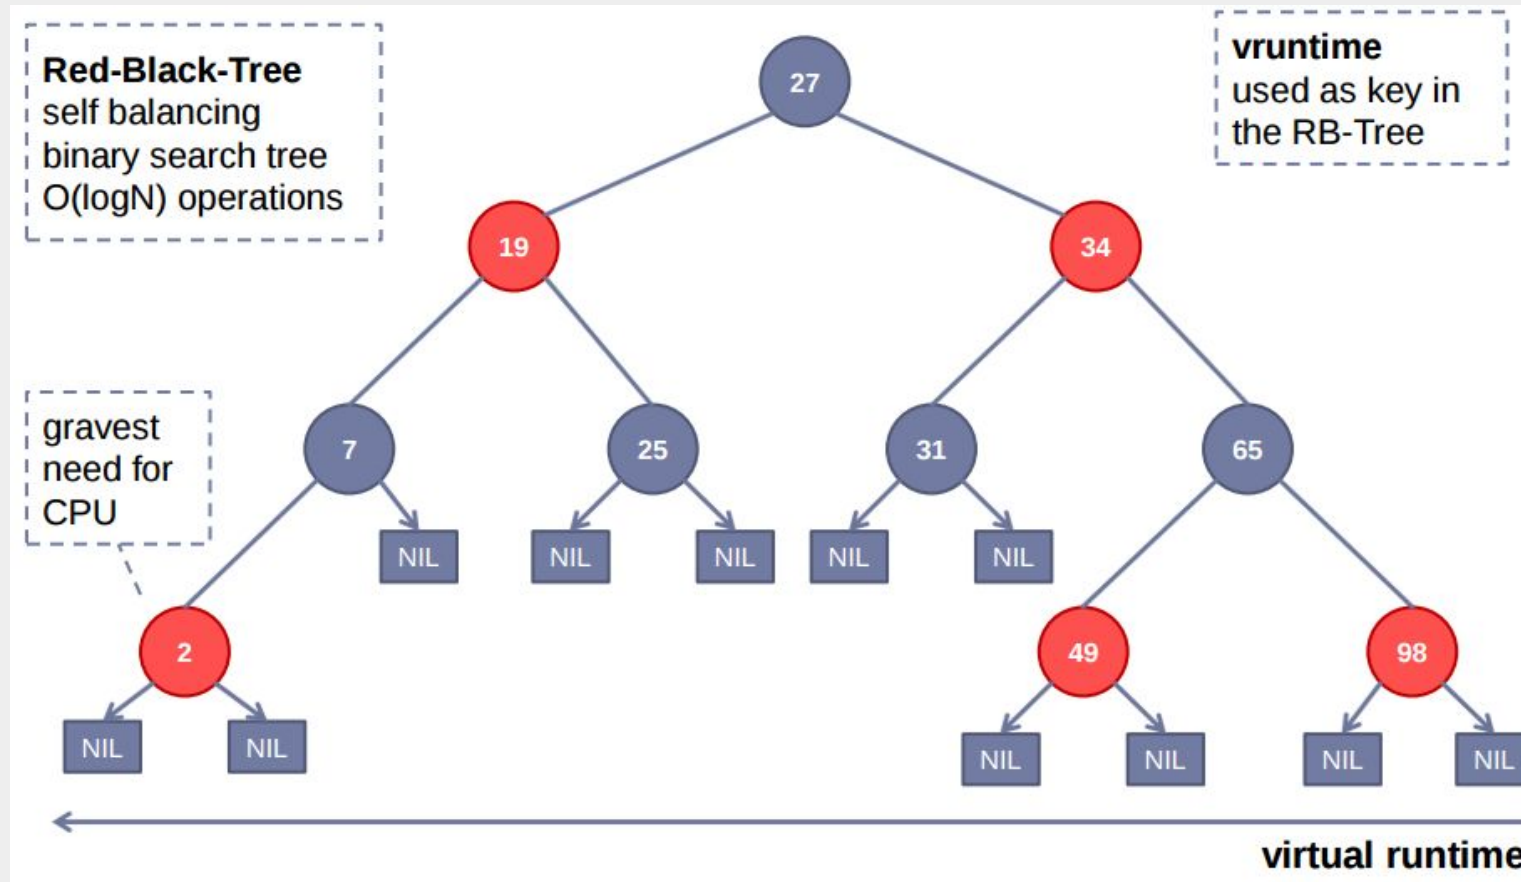 Red-Black-Tree
self balancing
binary search tree
O(logN) operations
vruntime
used as key in
the RB-Tree
27
19
34
gravest
need for
CPU
7
25
31
65
NIL
NIL
NIL
NIL
NIL
2
49
98
NIL
NIL
NIL
NIL
NIL
NIL
virtual runtime